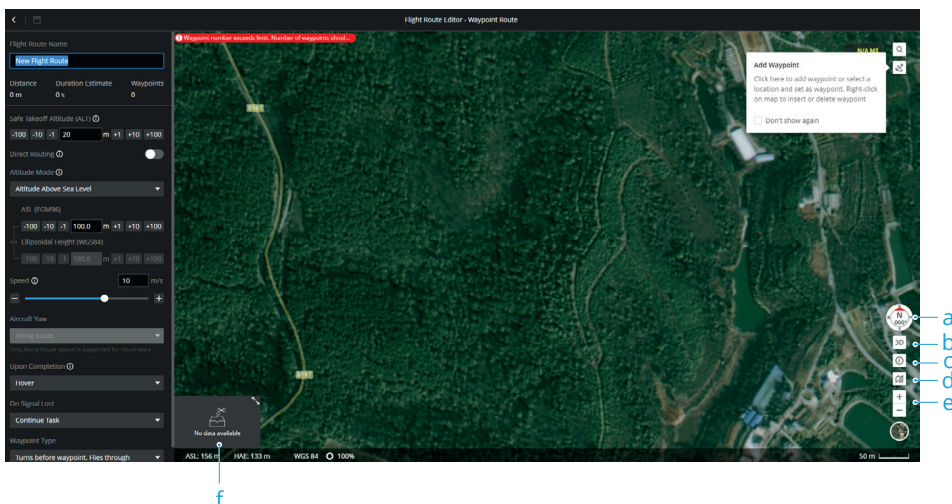 Flight Route Editor - Waypoint Route
Flight Route Name
New Flight Route
Distance Duration Estimate Waypoints
0 m 0 s 0
Safe Takeoff Altitude (ALT)
-100 -10 -1 20 m +1 +10 +100
Direct Routing
Altitude Mode
Altitude Above Sea Level
ASL (EGM96)
-100 -10 -1 100.0 m +1 +10 +100
Ellipsoidal Height (WGS84)
-100 -10 -1 100.0 m +1 +10 +100
Speed 10 m/s
Aircraft Yaw
Along Route
Only Along Route option is supported for cloud tasks
Upon Completion
Hover
On Signal Lost
Continue Task
Waypoint Type
Turns before waypoint. Flies through
Waypoint number exceeds limit. Number of waypoints shoul...
N/A MS
Add Waypoint
Click here to add waypoint or select a
location and set as waypoint. Right-click
on map to insert or delete waypoint
Don't show again
9187
9187
N
000°
3D
a
b
c
d
e
No data available
ASL: 156 m HAE: 133 m WGS 84 100%
50 m
f